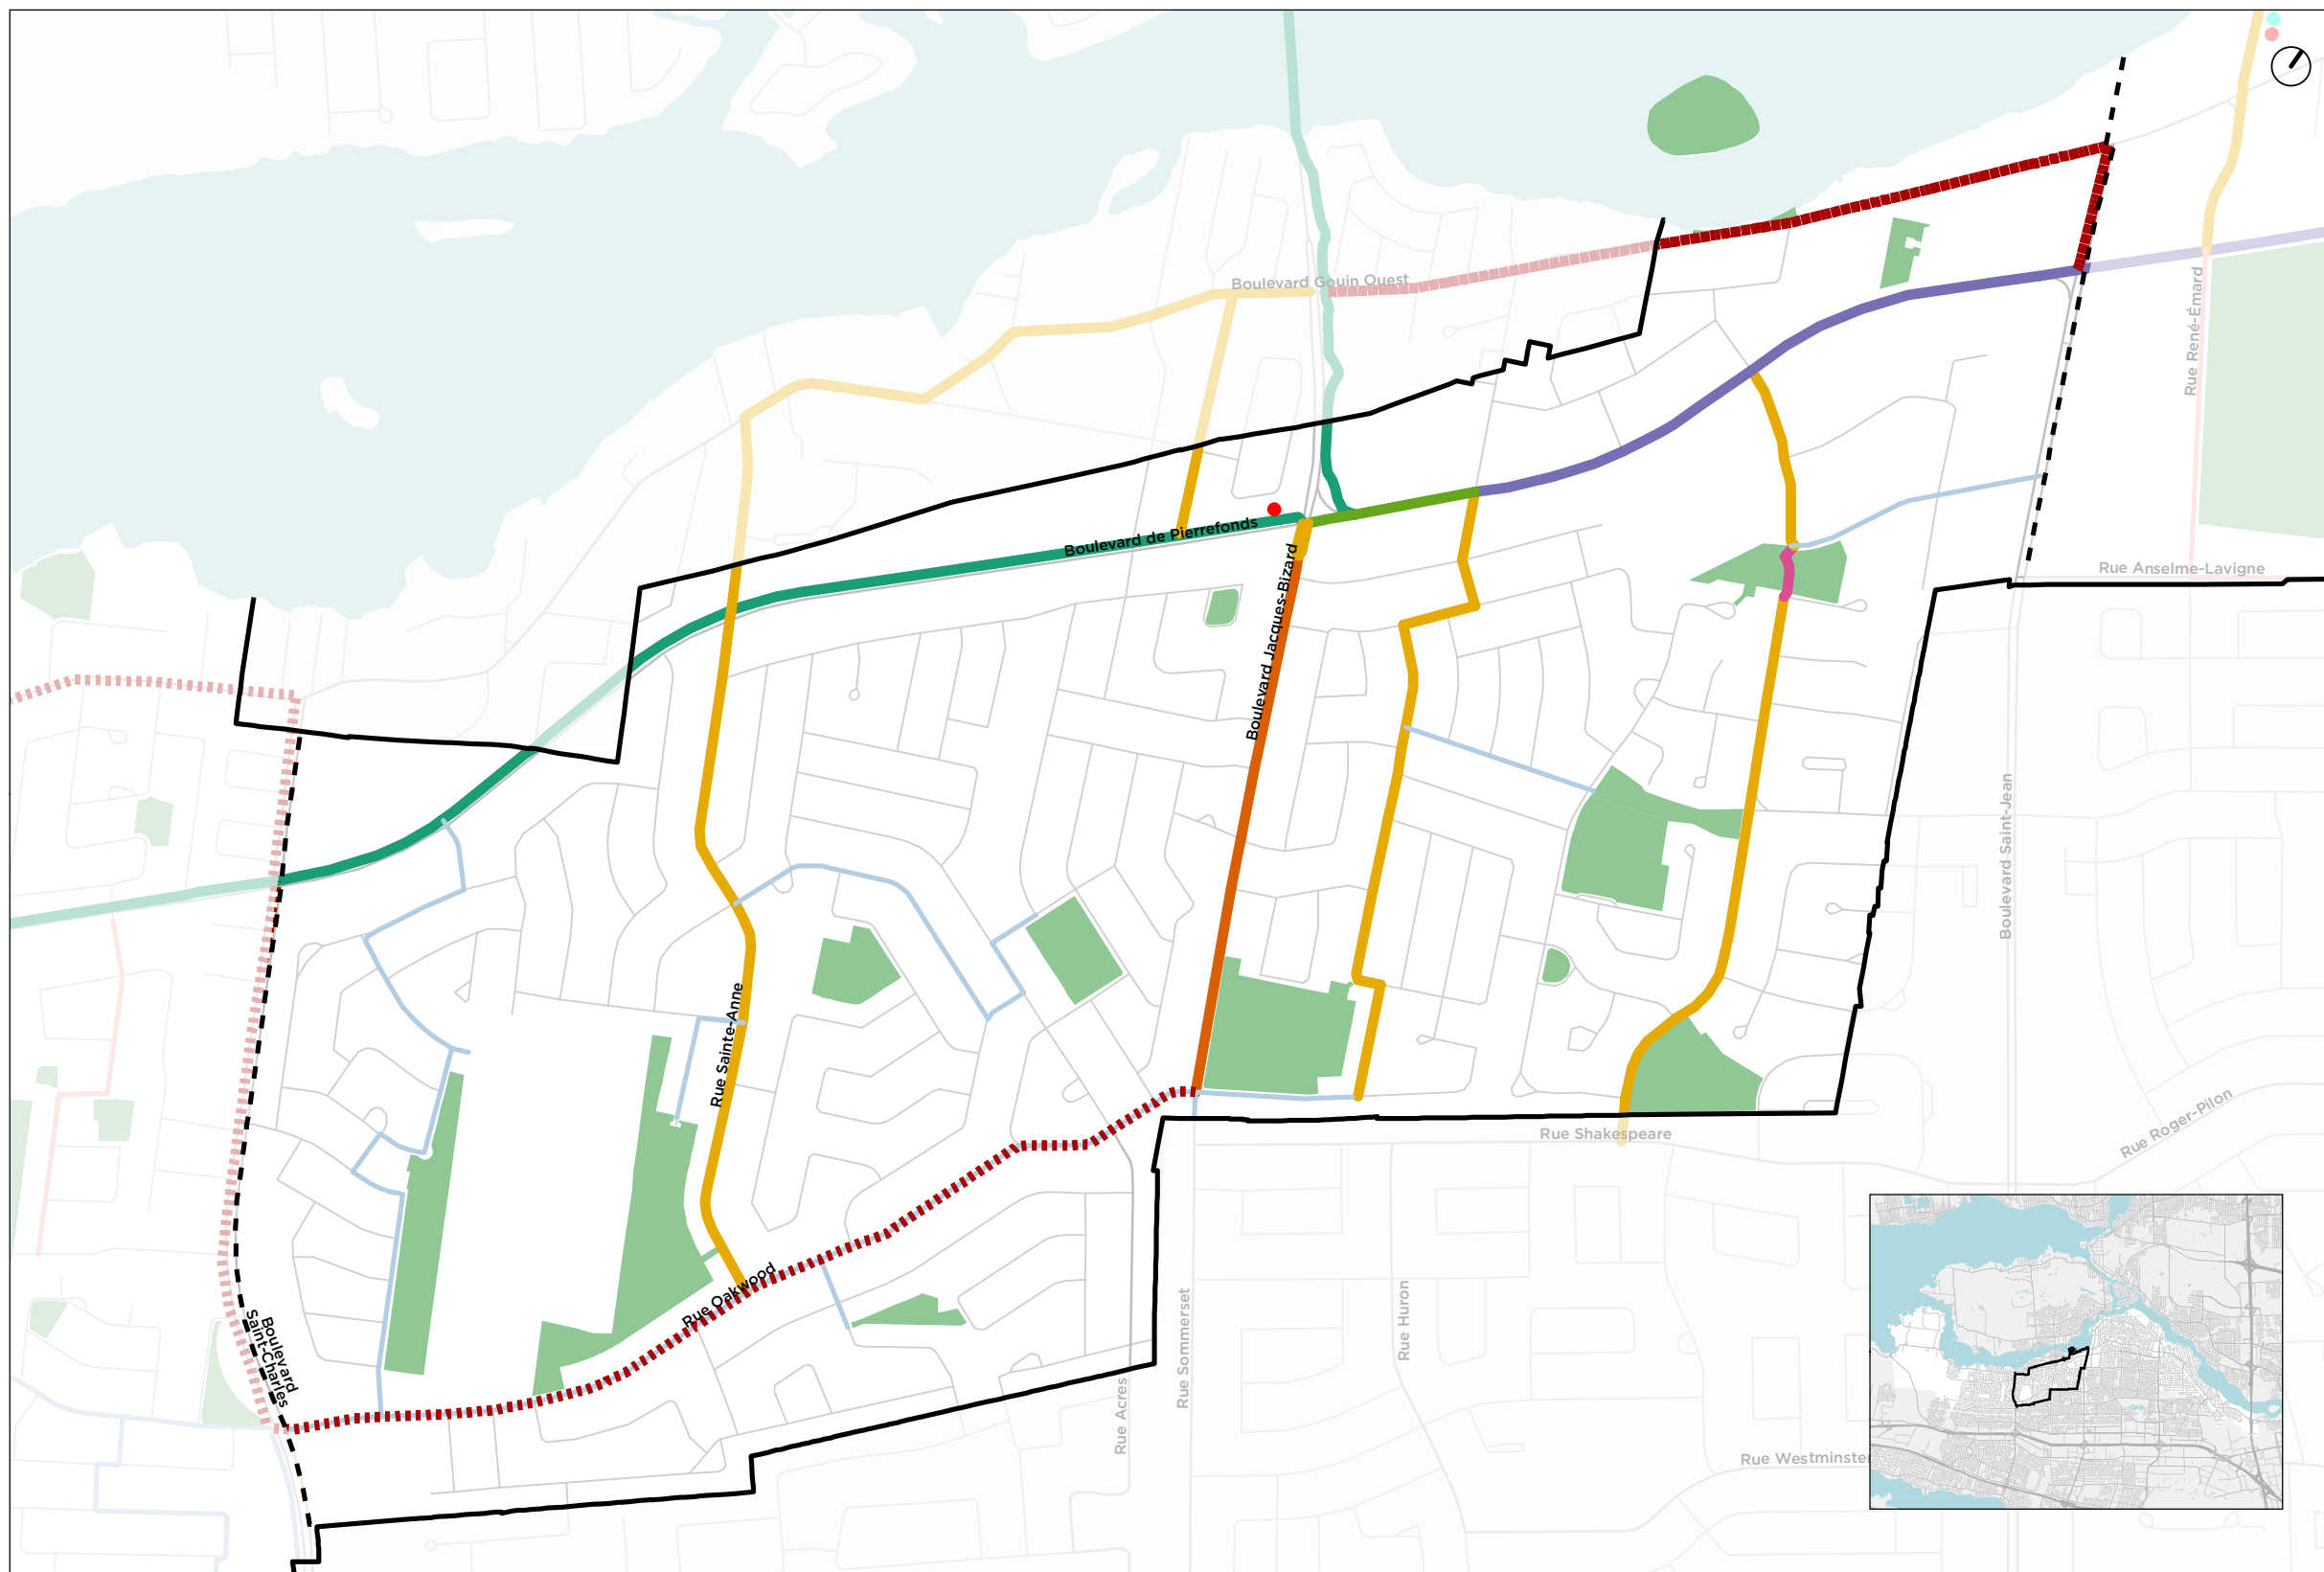 Boulevard Gouin Ouest
Rue René-Émard
Boulevard de Pierrefonds
Rue Anselme-Lavigne
Boulevard Jacques-Bizard
Boulevard Saint-Jean
Rue Sainte-Anne
Rue Shakespeare
Rue Roger-Pilon
Rue Oakwood
Boulevard
Saint-Charles
Rue Sommerset
Rue Huron
Rue Acres
Rue Westminster